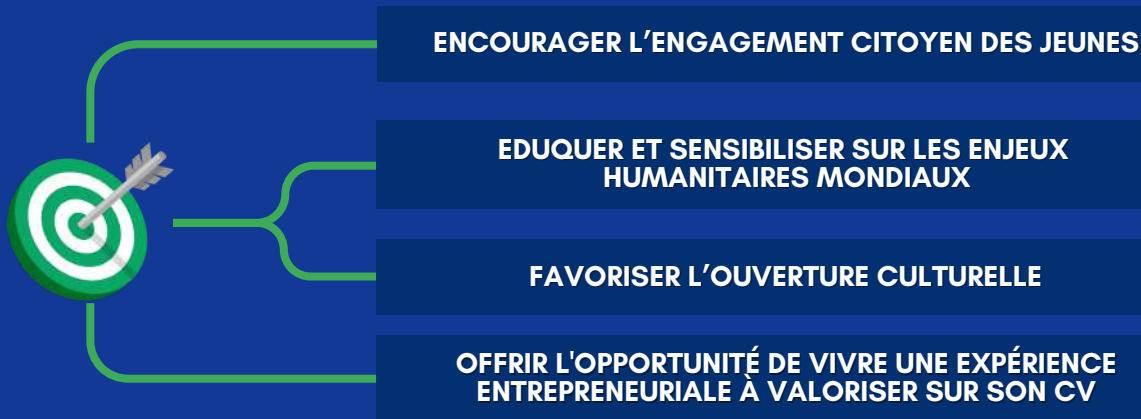 ENCOURAGER L’ENGAGEMENT CITOYEN DES JEUNES
EDUQUER ET SENSIBILISER SUR LES ENJEUX
HUMANITAIRES MONDIAUX
FAVORISER L’OUVERTURE CULTURELLE
OFFRIR L'OPPORTUNITÉ DE VIVRE UNE EXPÉRIENCE
ENTREPRENEURIALE À VALORISER SUR SON CV